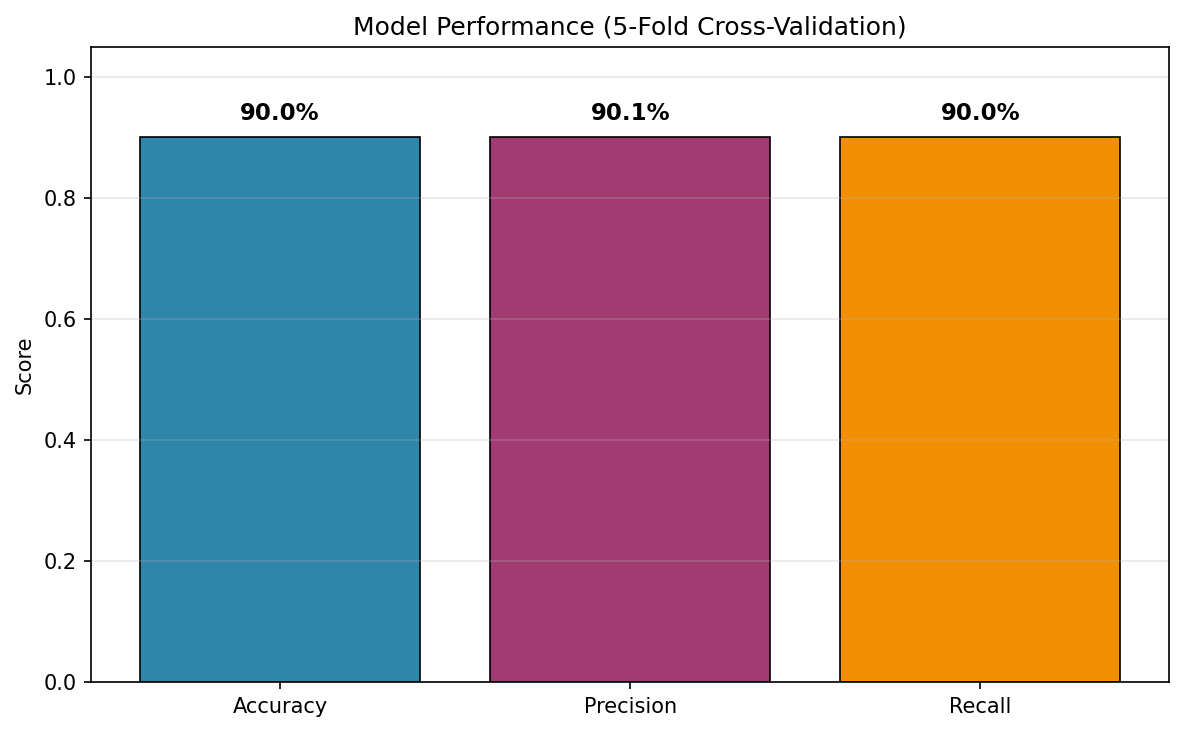 Model Performance (5-Fold Cross-Validation)
1.0
0.8
0.6
0.4
0.2
0.0
Score
90.0%
90.1%
90.0%
Accuracy
Precision
Recall